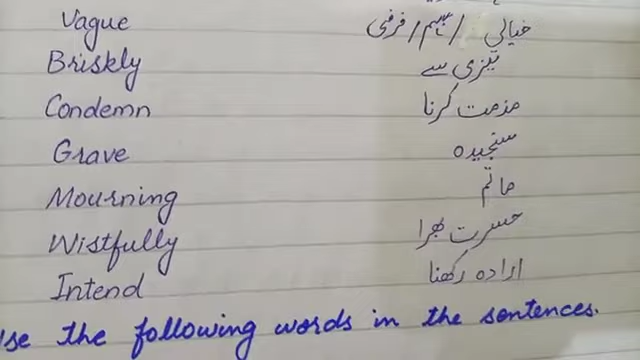 Vague خیالی / مبہم / فرضی
Briskly تیزی سے
Condemn مذمت کرنا
Grave سنجیدہ
Mourning ماتم
Wistfully حسرت بھرا
Intend ارادہ رکھنا
use the following words in the sentences.